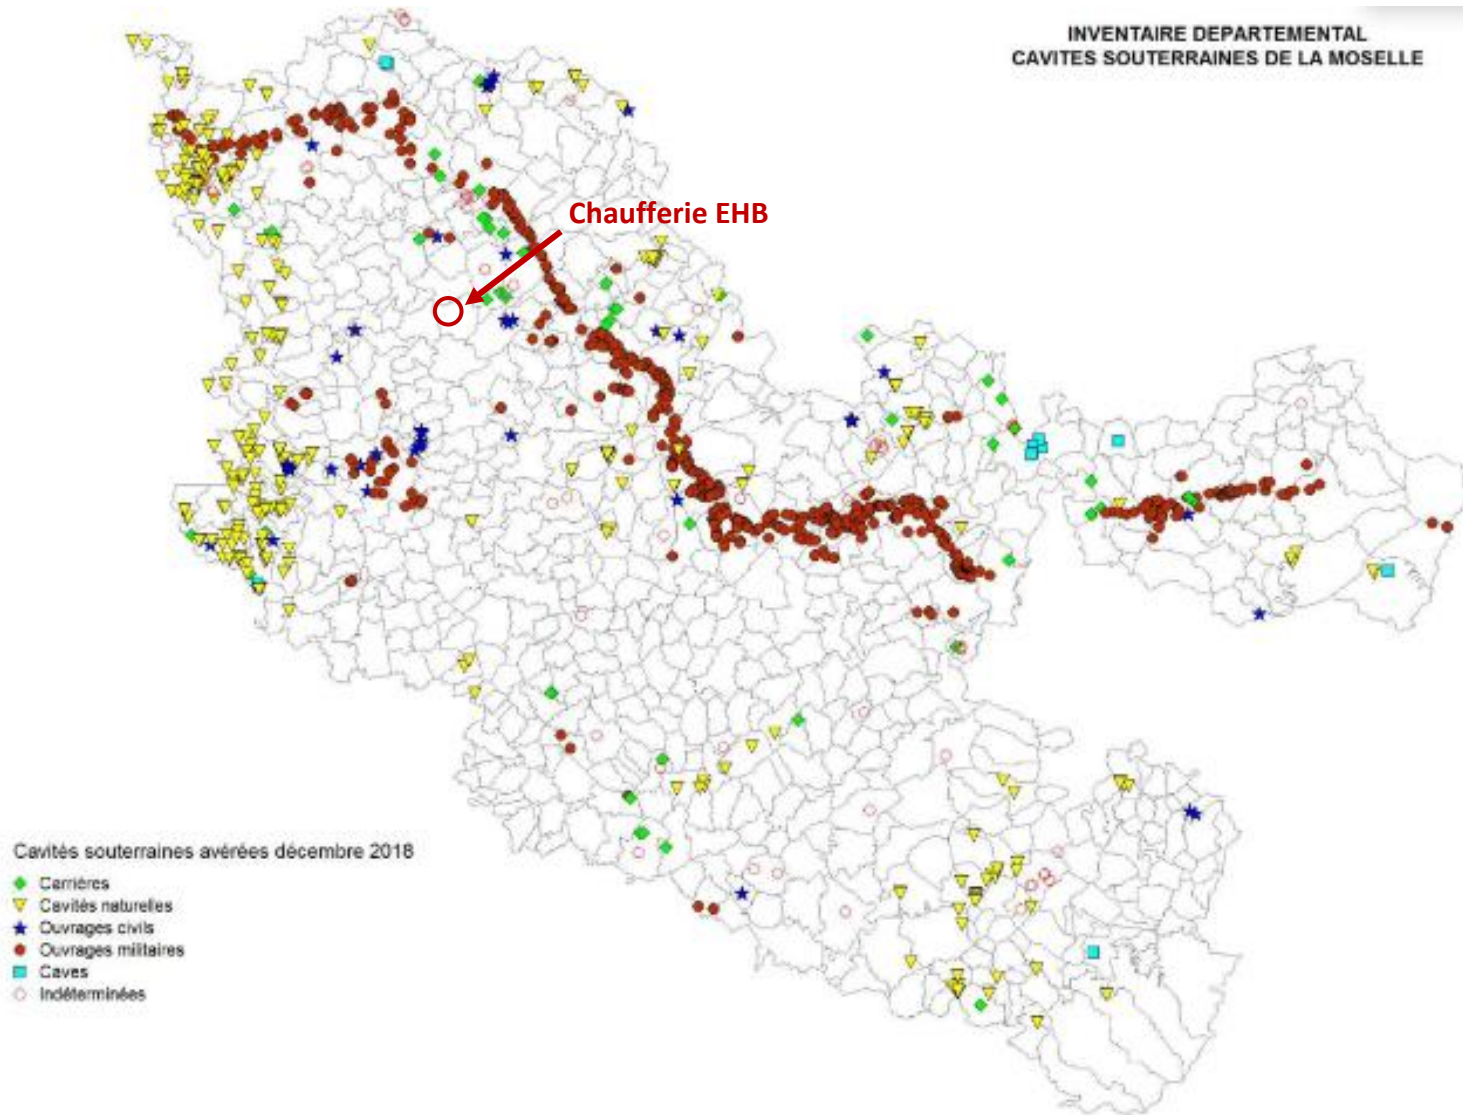 INVENTAIRE DEPARTEMENTAL
CAVITES SOUTERRAINES DE LA MOSELLE
Chaufferie EHB
Cavités souterraines avérées décembre 2018
Carrières
Cavités naturelles
Ouvrages civils
Ouvrages militaires
Caves
Indéterminées